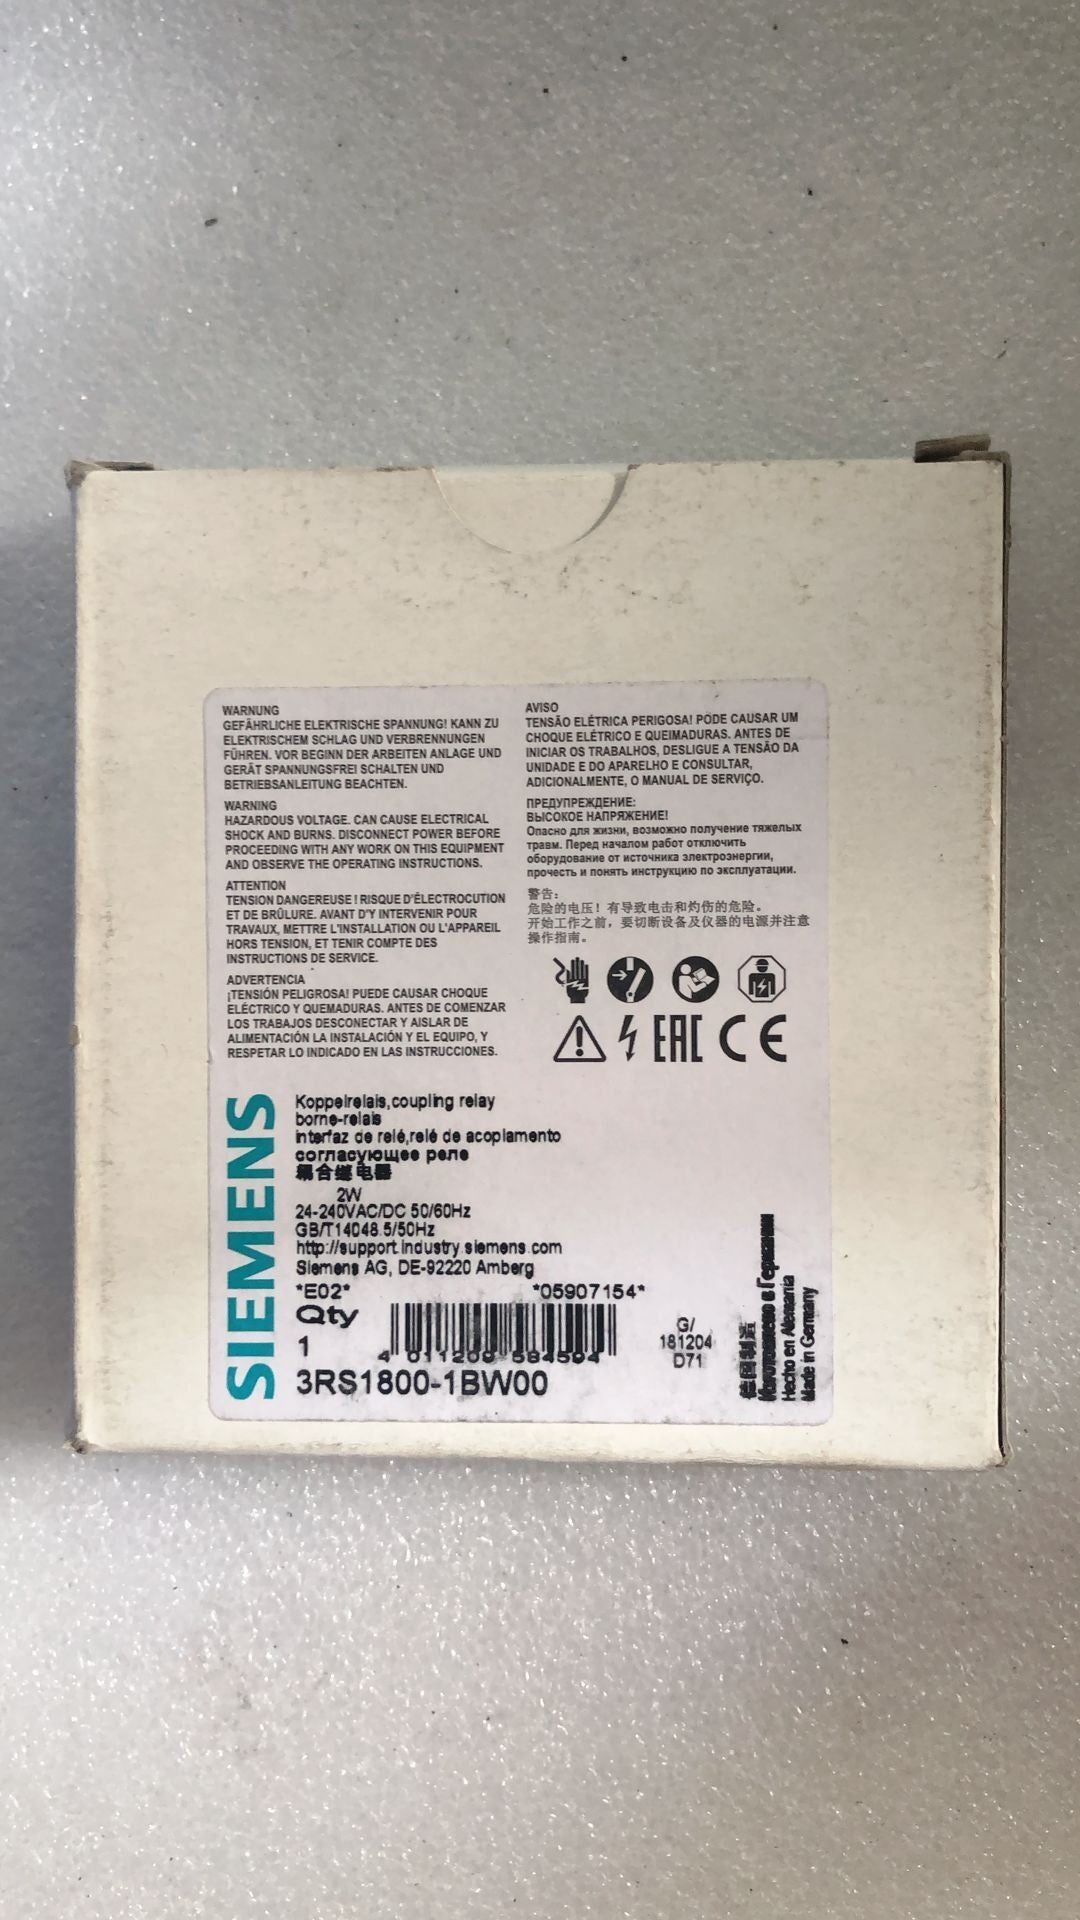 WARNUNG
GEFÄHRLICHE ELEKTRISCHE SPANNUNG! KANN ZU
ELEKTRISCHEM SCHLAG UND VERBRENNUNGEN
FÜHREN. VOR BEGINN DER ARBEITEN ANLAGE UND
GERÄT SPANNUNGSFREI SCHALTEN UND
BETRIEBSANLEITUNG BEACHTEN.
WARNING
HAZARDOUS VOLTAGE. CAN CAUSE ELECTRICAL
SHOCK AND BURNS. DISCONNECT POWER BEFORE
PROCEEDING WITH ANY WORK ON THIS EQUIPMENT
AND OBSERVE THE OPERATING INSTRUCTIONS.
ATTENTION
TENSION DANGEREUSE ! RISQUE D'ÉLECTROCUTION
ET DE BRÛLURE. AVANT D'Y INTERVENIR POUR
TRAVAUX, METTRE L'INSTALLATION OU L'APPAREIL
HORS TENSION, ET TENIR COMPTE DES
INSTRUCTIONS DE SERVICE.
ADVERTENCIA
¡TENSIÓN PELIGROSA! PUEDE CAUSAR CHOQUE
ELÉCTRICO Y QUEMADURAS. ANTES DE COMENZAR
LOS TRABAJOS DESCONECTAR Y AISLAR DE
ALIMENTACIÓN LA INSTALACIÓN Y EL EQUIPO, Y
RESPETAR LO INDICADO EN LAS INSTRUCCIONES.
AVISO
TENSÃO ELÉTRICA PERIGOSA! PODE CAUSAR UM
CHOQUE ELÉTRICO E QUEIMADURAS. ANTES DE
INICIAR OS TRABALHOS, DESLIGUE A TENSÃO DA
UNIDADE E DO APARELHO E CONSULTAR,
ADICIONALMENTE, O MANUAL DE SERVIÇO.
ПРЕДУПРЕЖДЕНИЕ:
ВЫСОКОЕ НАПРЯЖЕНИЕ!
Опасно для жизни, возможно получение тяжелых
травм. Перед началом работ отключить
оборудование от источника электроэнергии,
прочесть и понять инструкцию по эксплуатации.
警告：
危险的电压！有导致电击和灼伤的危险。
开始工作之前，要切断设备及仪器的电源并注意
操作指南。
EAC CE
SIEMENS
Koppelrelais,coupling relay
borne-relais
interfaz de relé,relé de acoplamento
согласующее реле
耦合继电器
2W
24-240VAC/DC 50/60Hz
GB/T14048.5/50Hz
http://support.industry.siemens.com
Siemens AG, DE-92220 Amberg
*E02* *05907154*
Qty
1
4 011209 584594
3RS1800-1BW00
G/
181204
D71
德国制造
Изготовлено в Германии
Hecho en Alemania
Made in Germany